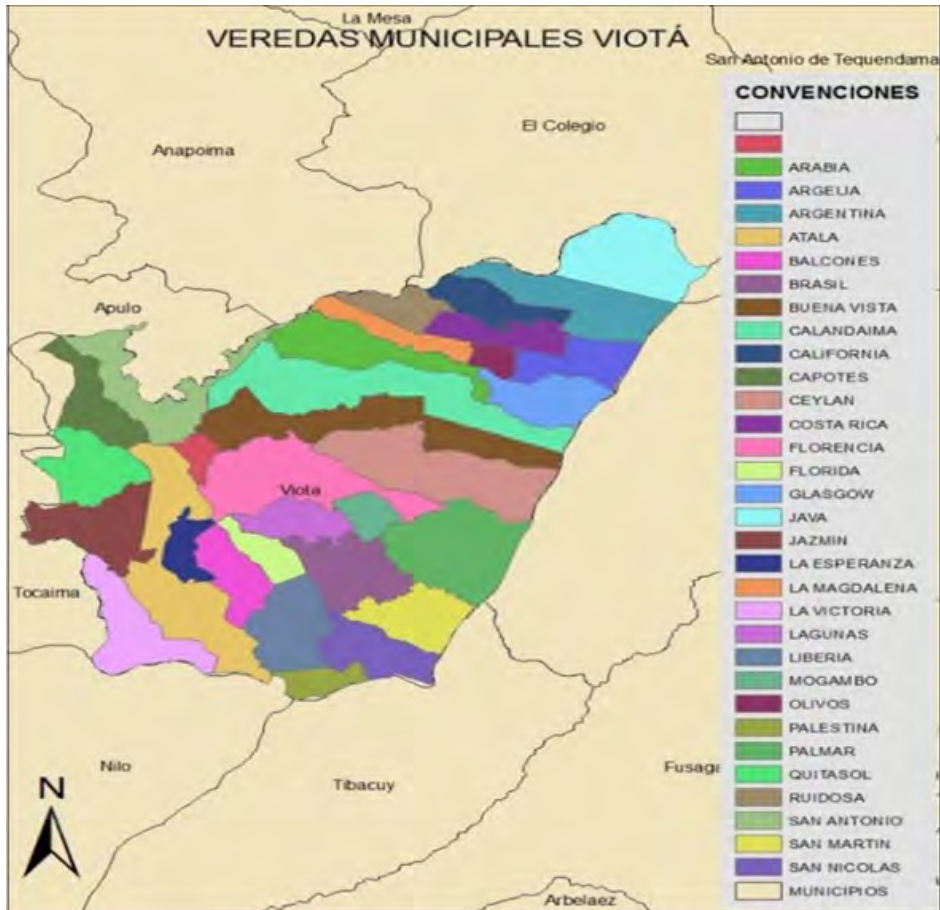 La Mesa
VEREDAS MUNICIPALES VIOTÁ
San Antonio de Tequendama
El Colegio
Anapoima
Apulo
Viota
Tocaima
Nilo
Tibacuy
Fusaga
Arbelaez
N
CONVENCIONES
ARABIA
ARGELIA
ARGENTINA
ATALA
BALCONES
BRASIL
BUENA VISTA
CALANDAIMA
CALIFORNIA
CAPOTES
CEYLAN
COSTA RICA
FLORENCIA
FLORIDA
GLASGOW
JAVA
JAZMIN
LA ESPERANZA
LA MAGDALENA
LA VICTORIA
LAGUNAS
LIBERIA
MOGAMBO
OLIVOS
PALESTINA
PALMAR
QUITASOL
RUIDOSA
SAN ANTONIO
SAN MARTIN
SAN NICOLAS
MUNICIPIOS